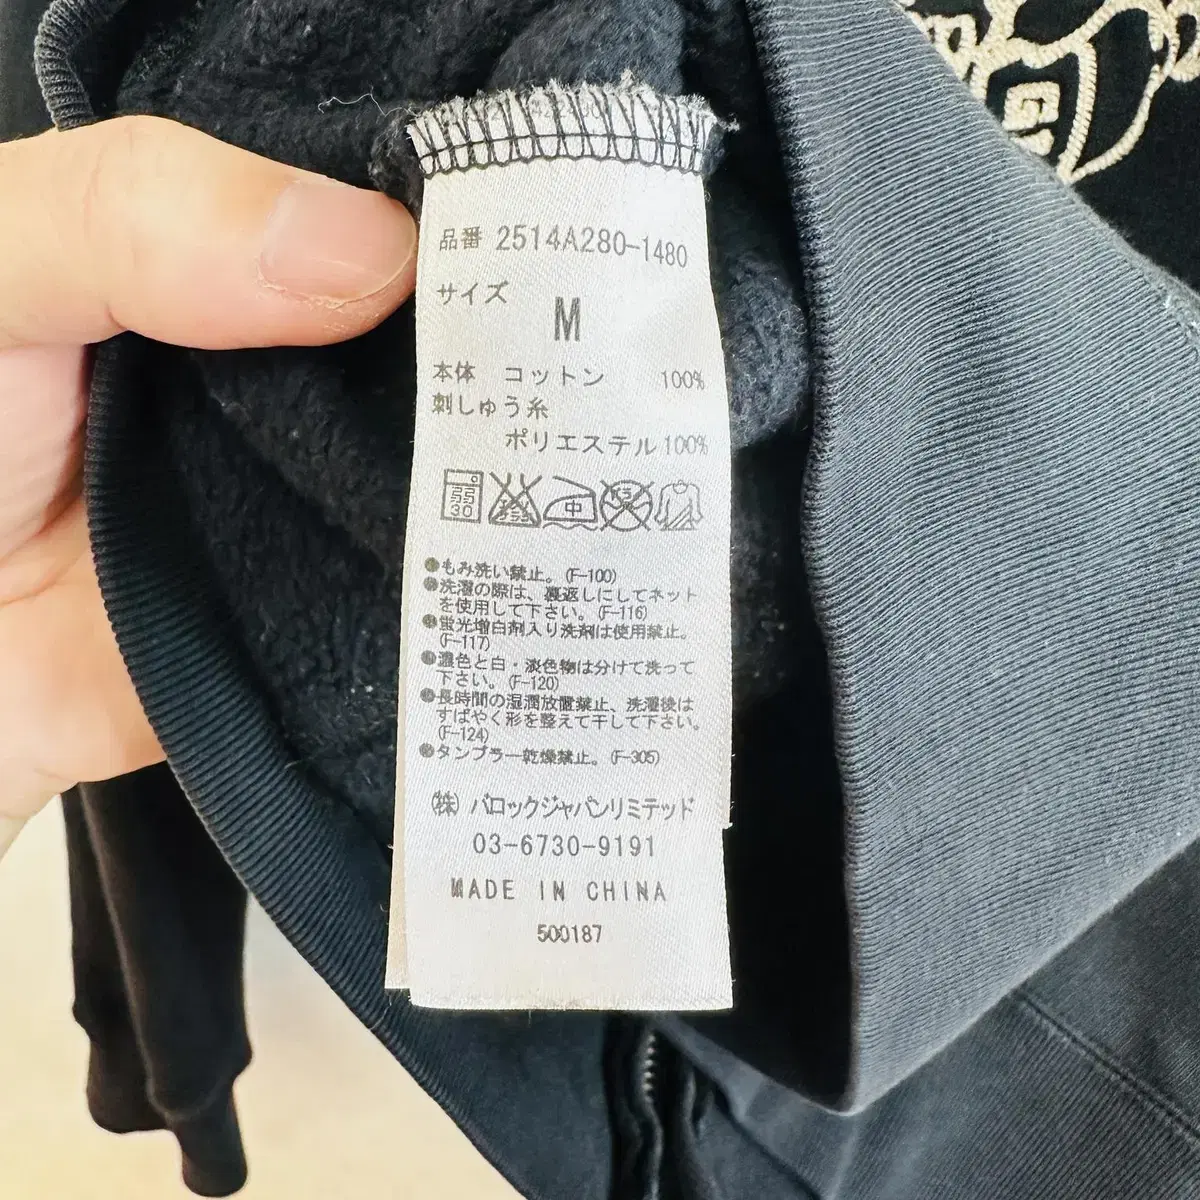 品番 2514A280-1480
サイズ
M
本体 コットン 100%
刺しゅう糸
ポリエステル 100%
弱
30
中
●もみ洗い禁止。(F-100)
●洗濯の際は、裏返しにしてネット
を使用して下さい。(F-116)
●蛍光増白剤入り洗剤は使用禁止。
(F-117)
●濃色と白・淡色物は分けて洗って
下さい。(F-120)
●長時間の湿潤放置禁止、洗濯後は
すばやく形を整えて干して下さい。
(F-124)
●タンブラー乾燥禁止。(F-305)
㈱ バロックジャパンリミテッド
03-6730-9191
MADE IN CHINA
500187